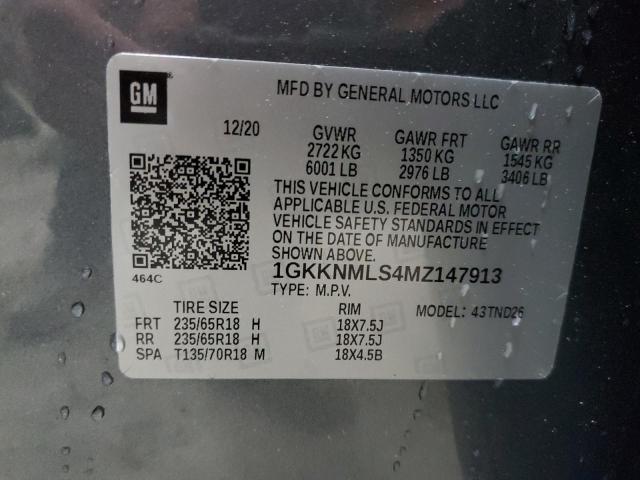 GM
MFD BY GENERAL MOTORS LLC
12/20 GVWR GAWR FRT GAWR RR
2722 KG 1350 KG 1545 KG
6001 LB 2976 LB 3406 LB
THIS VEHICLE CONFORMS TO ALL
APPLICABLE U.S. FEDERAL MOTOR
VEHICLE SAFETY STANDARDS IN EFFECT
ON THE DATE OF MANUFACTURE
SHOWN ABOVE.
464C 1GKKNMLS4MZ147913
TYPE: M.P.V. MODEL: 43TND26
TIRE SIZE RIM
FRT 235/65R18 H 18X7.5J
RR 235/65R18 H 18X7.5J
SPA T135/70R18 M 18X4.5B